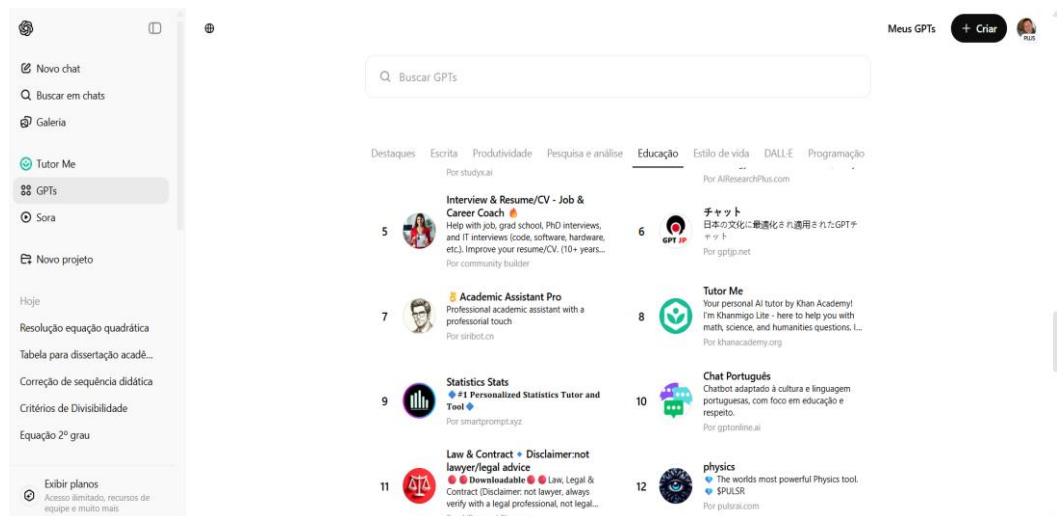 Meus GPTs
+ Criar
PLUS
Novo chat
Buscar em chats
Galeria
Tutor Me
GPTs
Sora
Novo projeto
Hoje
Resolução equação quadrática
Tabela para dissertação acadê...
Correção de sequência didática
Critérios de Divisibilidade
Equação 2º grau
Exibir planos
Acesso ilimitado, recursos de
equipe e muito mais
Buscar GPTs
Destaques Escrita Produtividade Pesquisa e análise Educação Estilo de vida DALL·E Programação
Por studyx.ai
Por AIResearchPlus.com
5
Interview & Resume/CV - Job &
Career Coach 🔥
Help with job, grad school, PhD interviews,
and IT interviews (code, software, hardware,
etc.). Improve your resume/CV. (10+ years...
Por community builder
6
GPT JP
チャット
日本の文化に最適化され適用されたGPTチ
ャット
Por gptjp.net
7
Academic Assistant Pro
Professional academic assistant with a
professorial touch
Por siribot.cn
8
Tutor Me
Your personal AI tutor by Khan Academy!
I'm Khanmigo Lite - here to help you with
math, science, and humanities questions. I...
Por khanacademy.org
9
Statistics Stats
🔷#1 Personalized Statistics Tutor and
Tool🔷
Por smartprompt.xyz
10
Chat Português
Chatbot adaptado à cultura e linguagem
portuguesas, com foco em educação e
respeito.
Por gptonline.ai
11
Law & Contract 🔹 Disclaimer:not
lawyer/legal advice
🔴🔴Downloadable🔴🔴Law, Legal &
Contract (Disclaimer: not lawyer, always
verify with a legal professional, not legal...
12
physics
💎 The worlds most powerful Physics tool.
💎 $PULSR
Por pulsrai.com